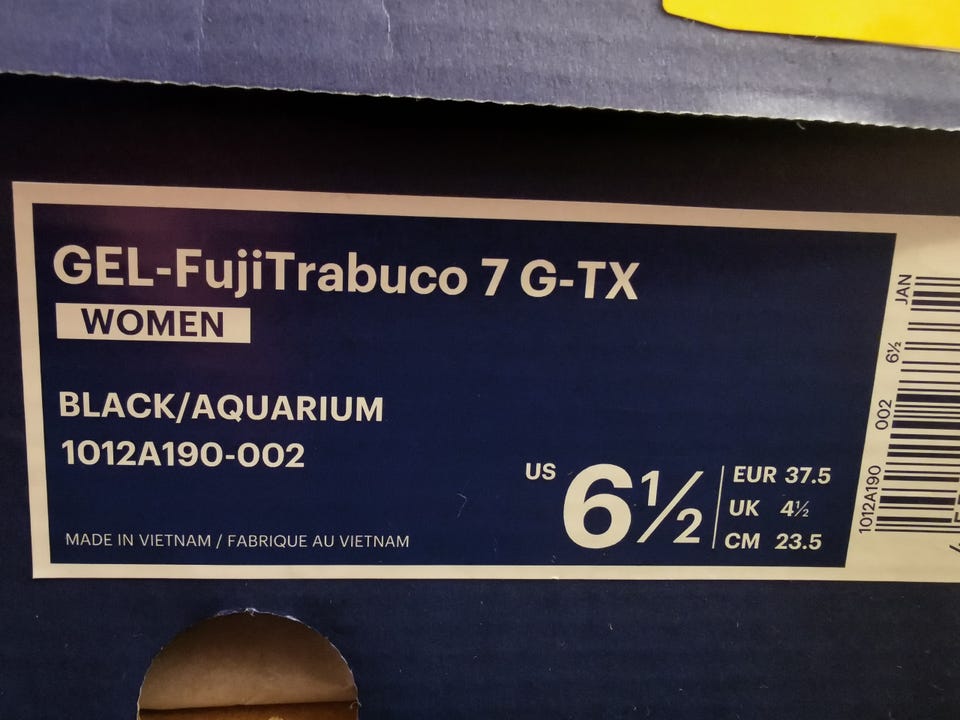 GEL-FujiTrabuco 7 G-TX
WOMEN
BLACK/AQUARIUM
1012A190-002
MADE IN VIETNAM / FABRIQUE AU VIETNAM
US 6½
EUR 37.5
UK 4½
CM 23.5
1012A190 002 6½ JAN